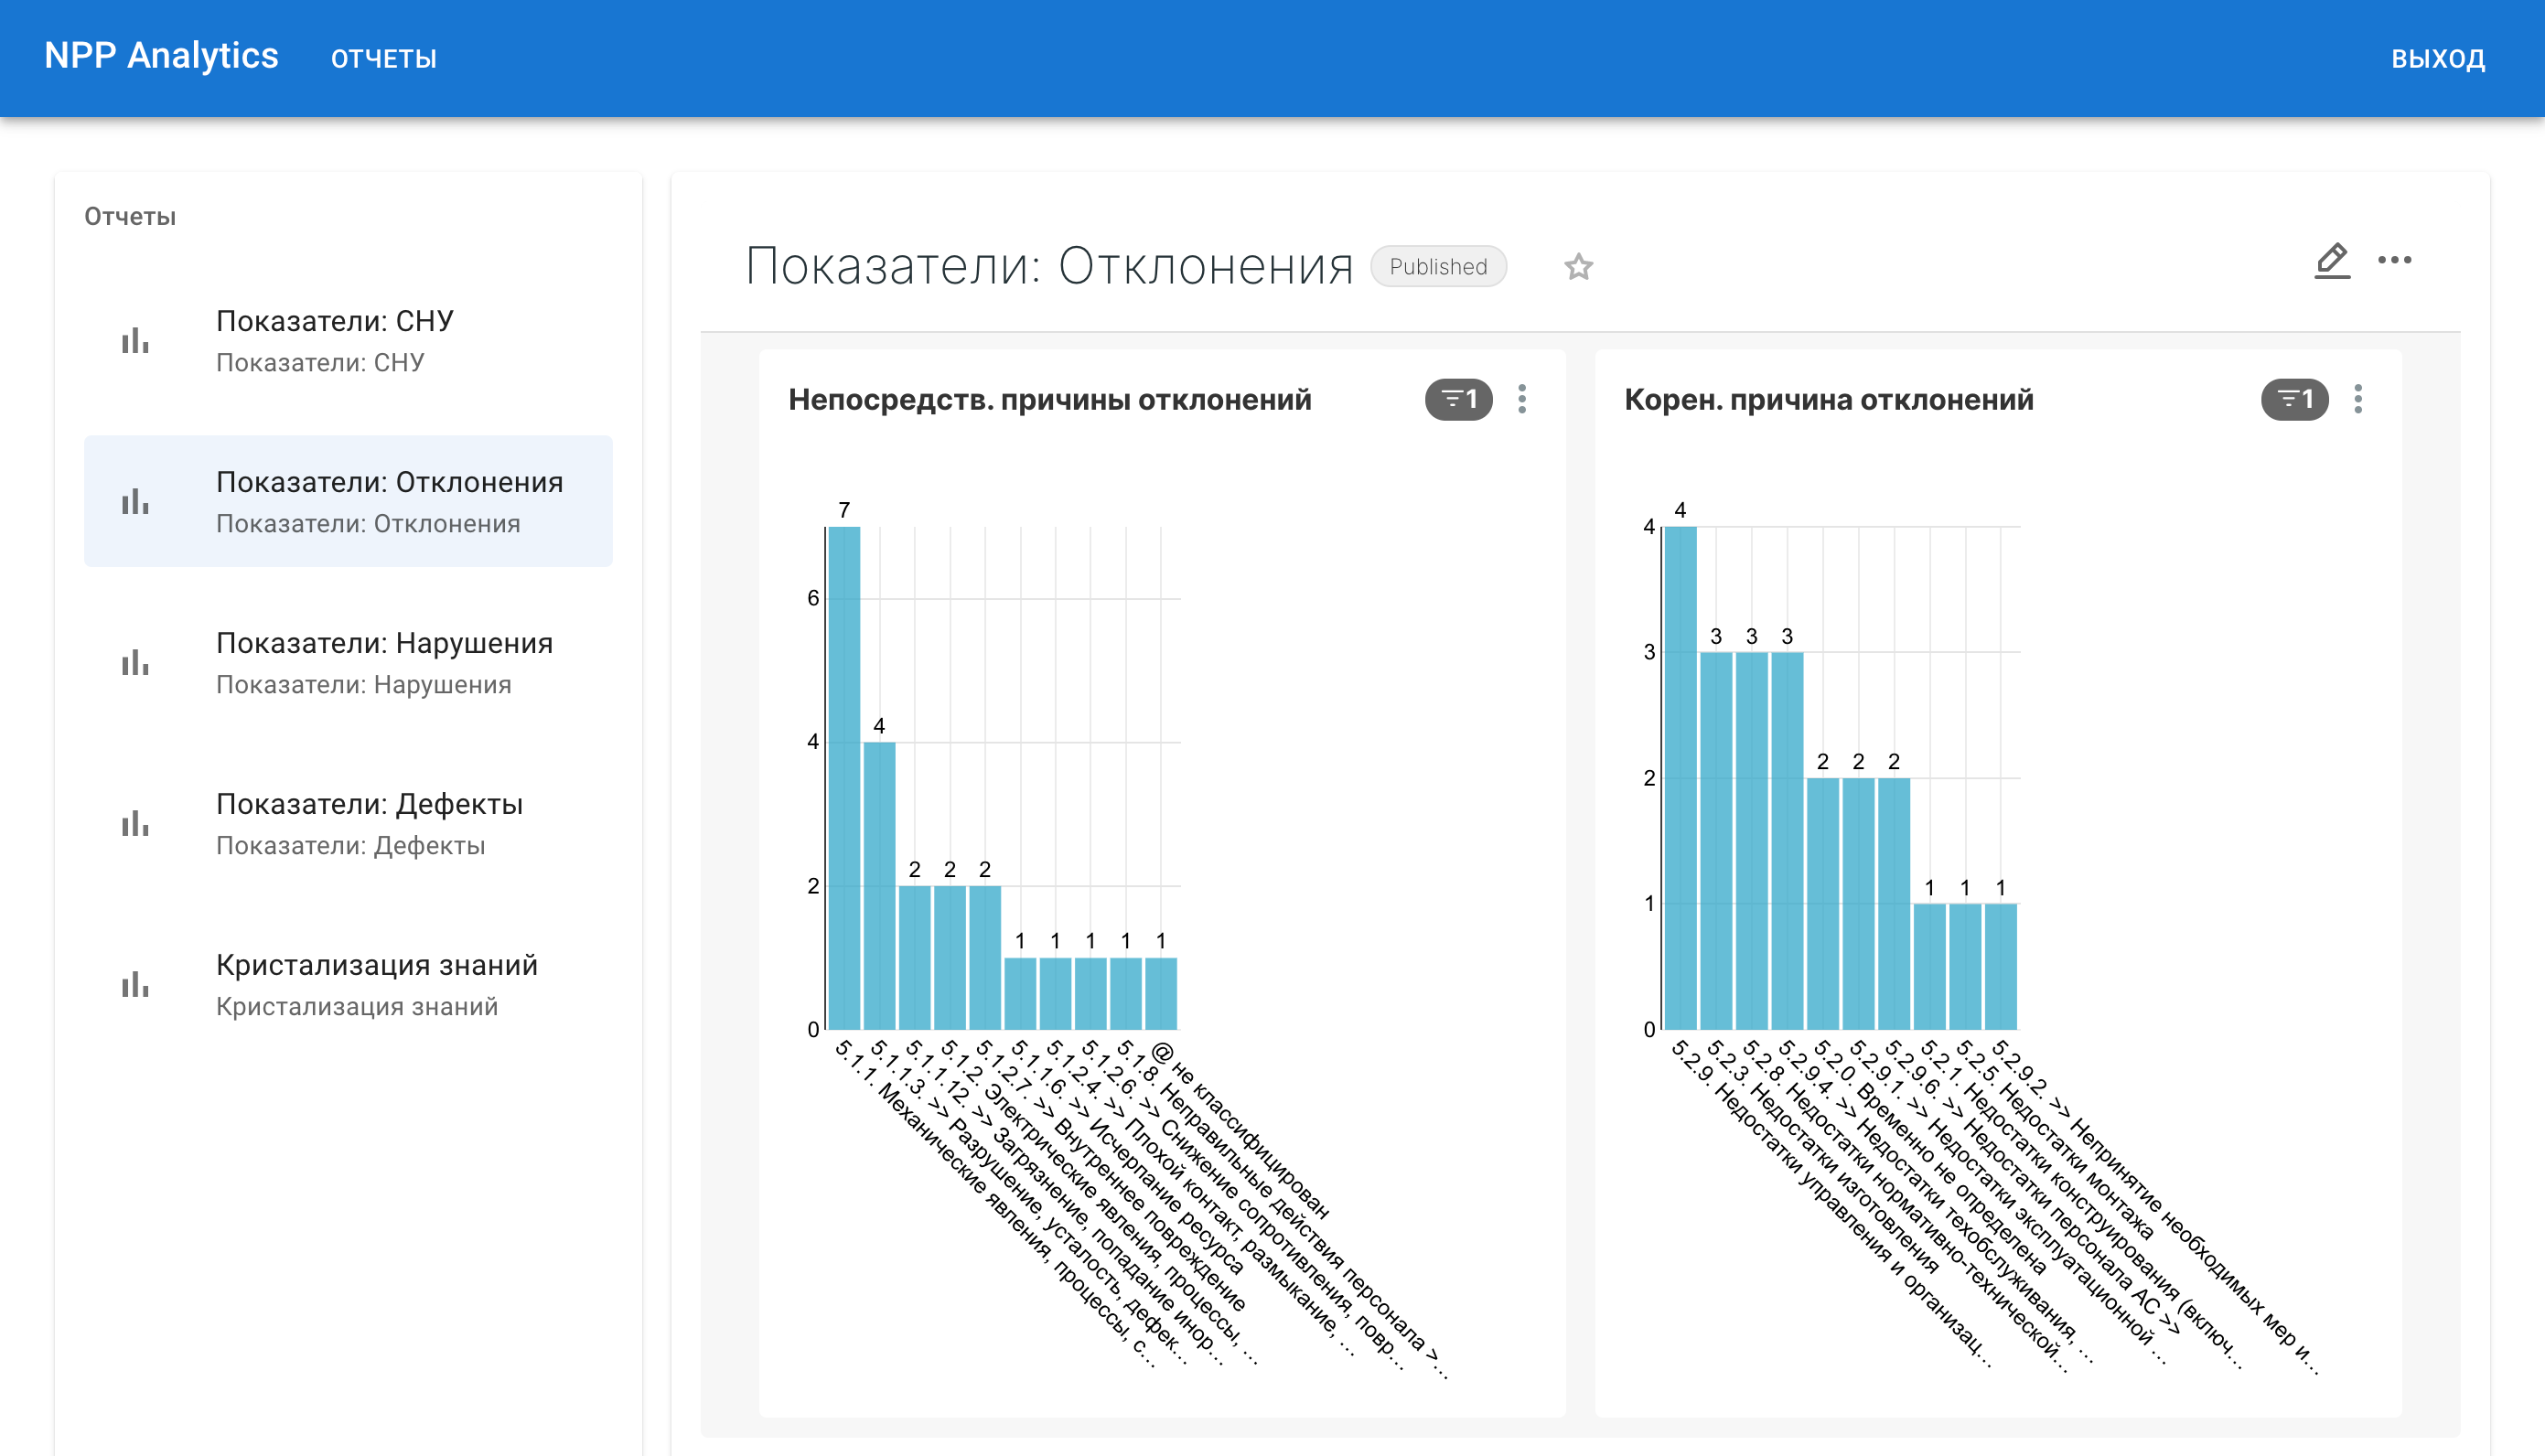 NPP Analytics
ОТЧЕТЫ
ВЫХОД
Отчеты
Показатели: СНУ
Показатели: СНУ
Показатели: Отклонения
Показатели: Отклонения
Показатели: Нарушения
Показатели: Нарушения
Показатели: Дефекты
Показатели: Дефекты
Кристализация знаний
Кристализация знаний
Показатели: Отклонения
Published
Непосредств. причины отклонений
1
7
4
2
2
2
1
1
1
1
1
6
4
2
0
5.1.1. Механические явления, процессы, с...
5.1.1.3. >> Разрушение, усталость, дефек...
5.1.1.12. >> Загрязнение, попадание инор...
5.1.2. Электрические явления, процессы, ...
5.1.2.7. >> Внутреннее повреждение
5.1.1.6. >> Исчерпание ресурса
5.1.2.4. >> Плохой контакт, размыкание, ...
5.1.2.6. >> Снижение сопротивления, повр...
5.1.8. Неправильные действия персонала >...
@ не классифицирован
Корен. причина отклонений
1
4
3
3
3
2
2
2
1
1
1
4
3
2
1
0
5.2.9. Недостатки управления и организац...
5.2.3. Недостатки изготовления
5.2.8. Недостатки нормативно-технической...
5.2.9.4. >> Недостатки техобслуживания, ...
5.2.0. Временно не определена
5.2.9.1. >> Недостатки эксплуатационной ...
5.2.9.6. >> Недостатки персонала АС >>
5.2.1. Недостатки конструирования (включ...
5.2.5. Недостатки монтажа
5.2.9.2. >> Непринятие необходимых мер и...